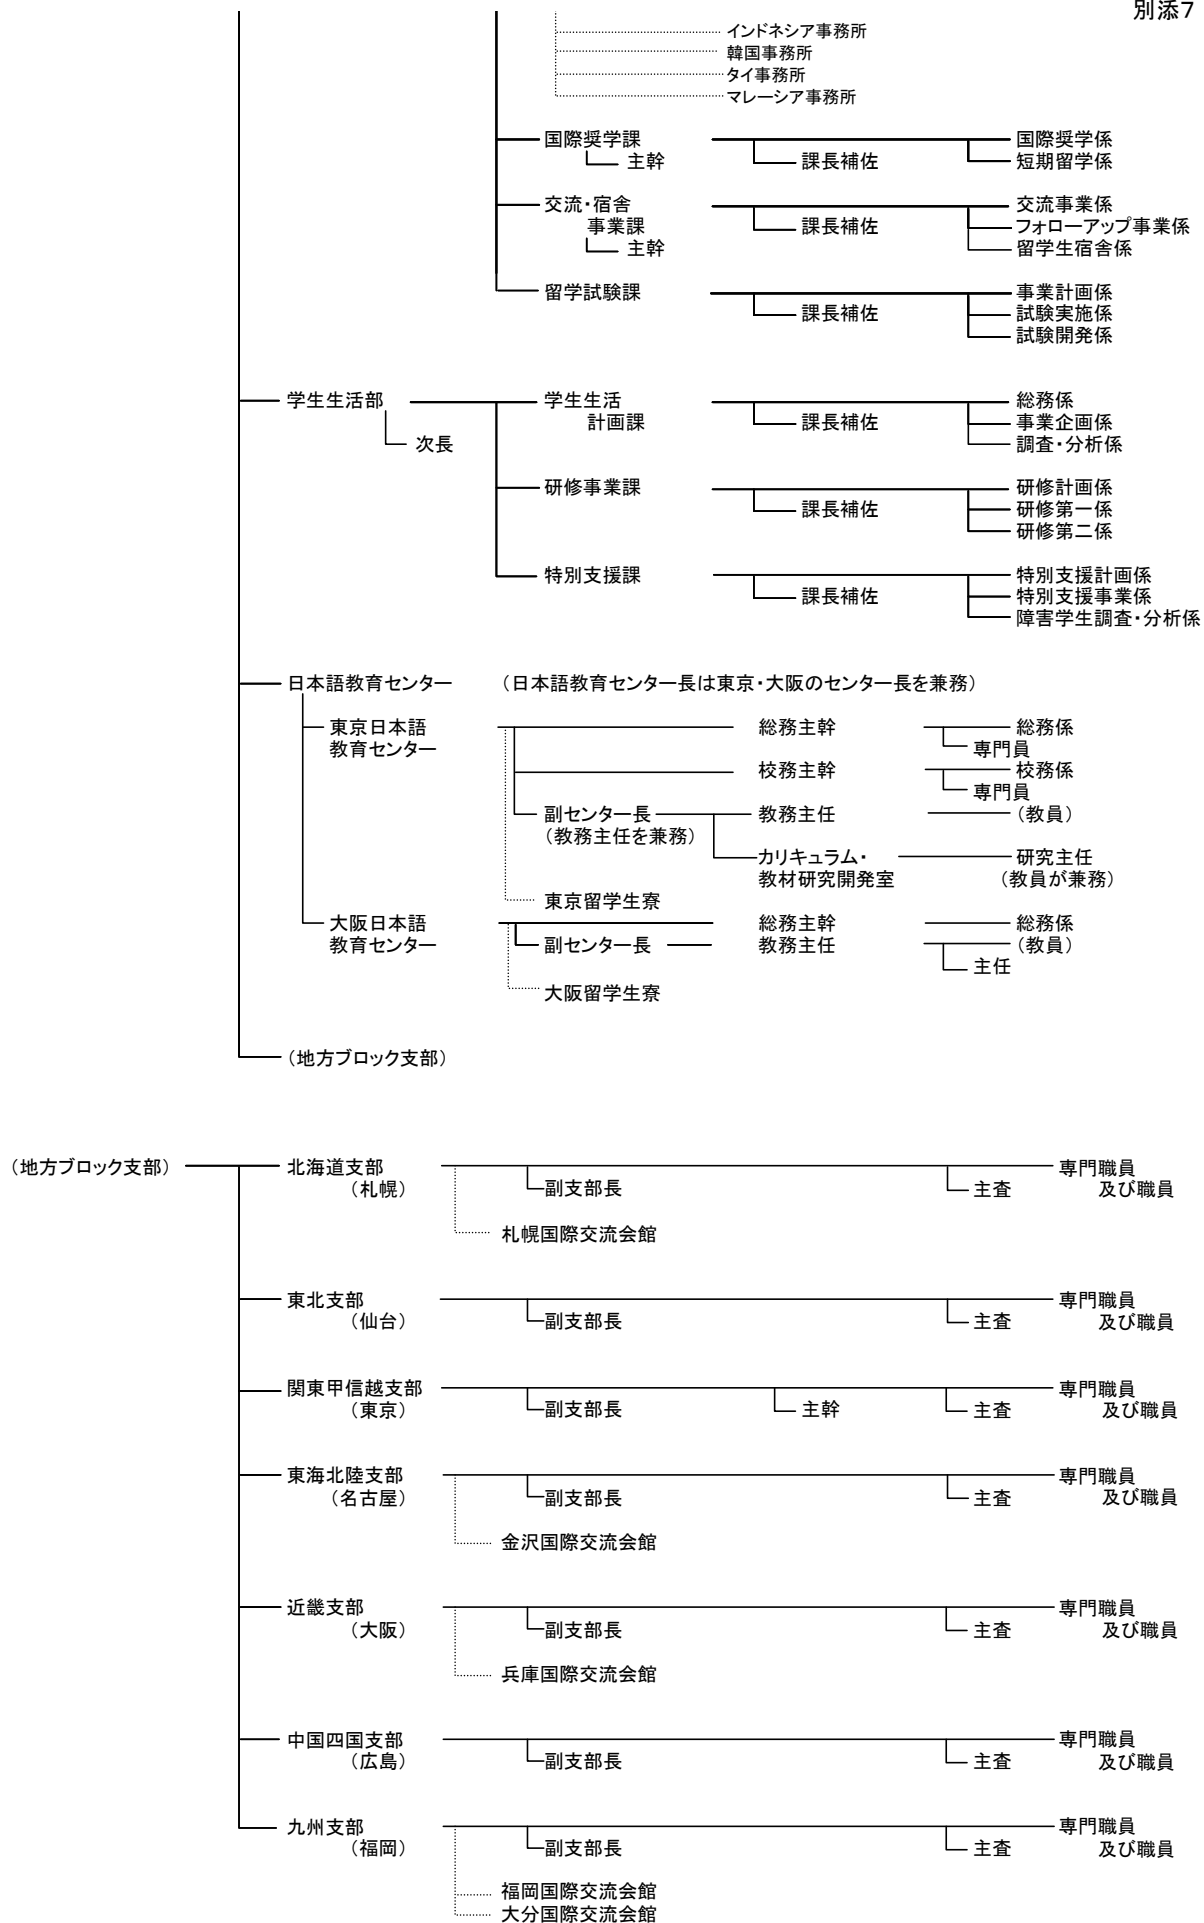 別添7
インドネシア事務所
韓国事務所
タイ事務所
マレーシア事務所
国際奨学課 国際奨学係
主幹 課長補佐 短期留学係
交流・宿舎 交流事業係
事業課 課長補佐 フォローアップ事業係
主幹 留学生宿舎係
留学試験課 事業計画係
課長補佐 試験実施係
試験開発係
学生生活部 学生生活 総務係
計画課 課長補佐 事業企画係
次長 調査・分析係
研修事業課 研修計画係
課長補佐 研修第一係
研修第二係
特別支援課 特別支援計画係
課長補佐 特別支援事業係
障害学生調査・分析係
日本語教育センター （日本語教育センター長は東京・大阪のセンター長を兼務）
東京日本語 総務主幹 総務係
教育センター 専門員
校務主幹 校務係
専門員
副センター長 教務主任 （教員）
（教務主任を兼務）
カリキュラム・ 研究主任
教材研究開発室 （教員が兼務）
東京留学生寮
大阪日本語 総務主幹 総務係
教育センター 副センター長 教務主任 （教員）
主任
大阪留学生寮
（地方ブロック支部）
（地方ブロック支部） 北海道支部 専門職員
（札幌） 副支部長 主査 及び職員
札幌国際交流会館
東北支部 専門職員
（仙台） 副支部長 主査 及び職員
関東甲信越支部 専門職員
（東京） 副支部長 主幹 主査 及び職員
東海北陸支部 専門職員
（名古屋） 副支部長 主査 及び職員
金沢国際交流会館
近畿支部 専門職員
（大阪） 副支部長 主査 及び職員
兵庫国際交流会館
中国四国支部 専門職員
（広島） 副支部長 主査 及び職員
九州支部 専門職員
（福岡） 副支部長 主査 及び職員
福岡国際交流会館
大分国際交流会館